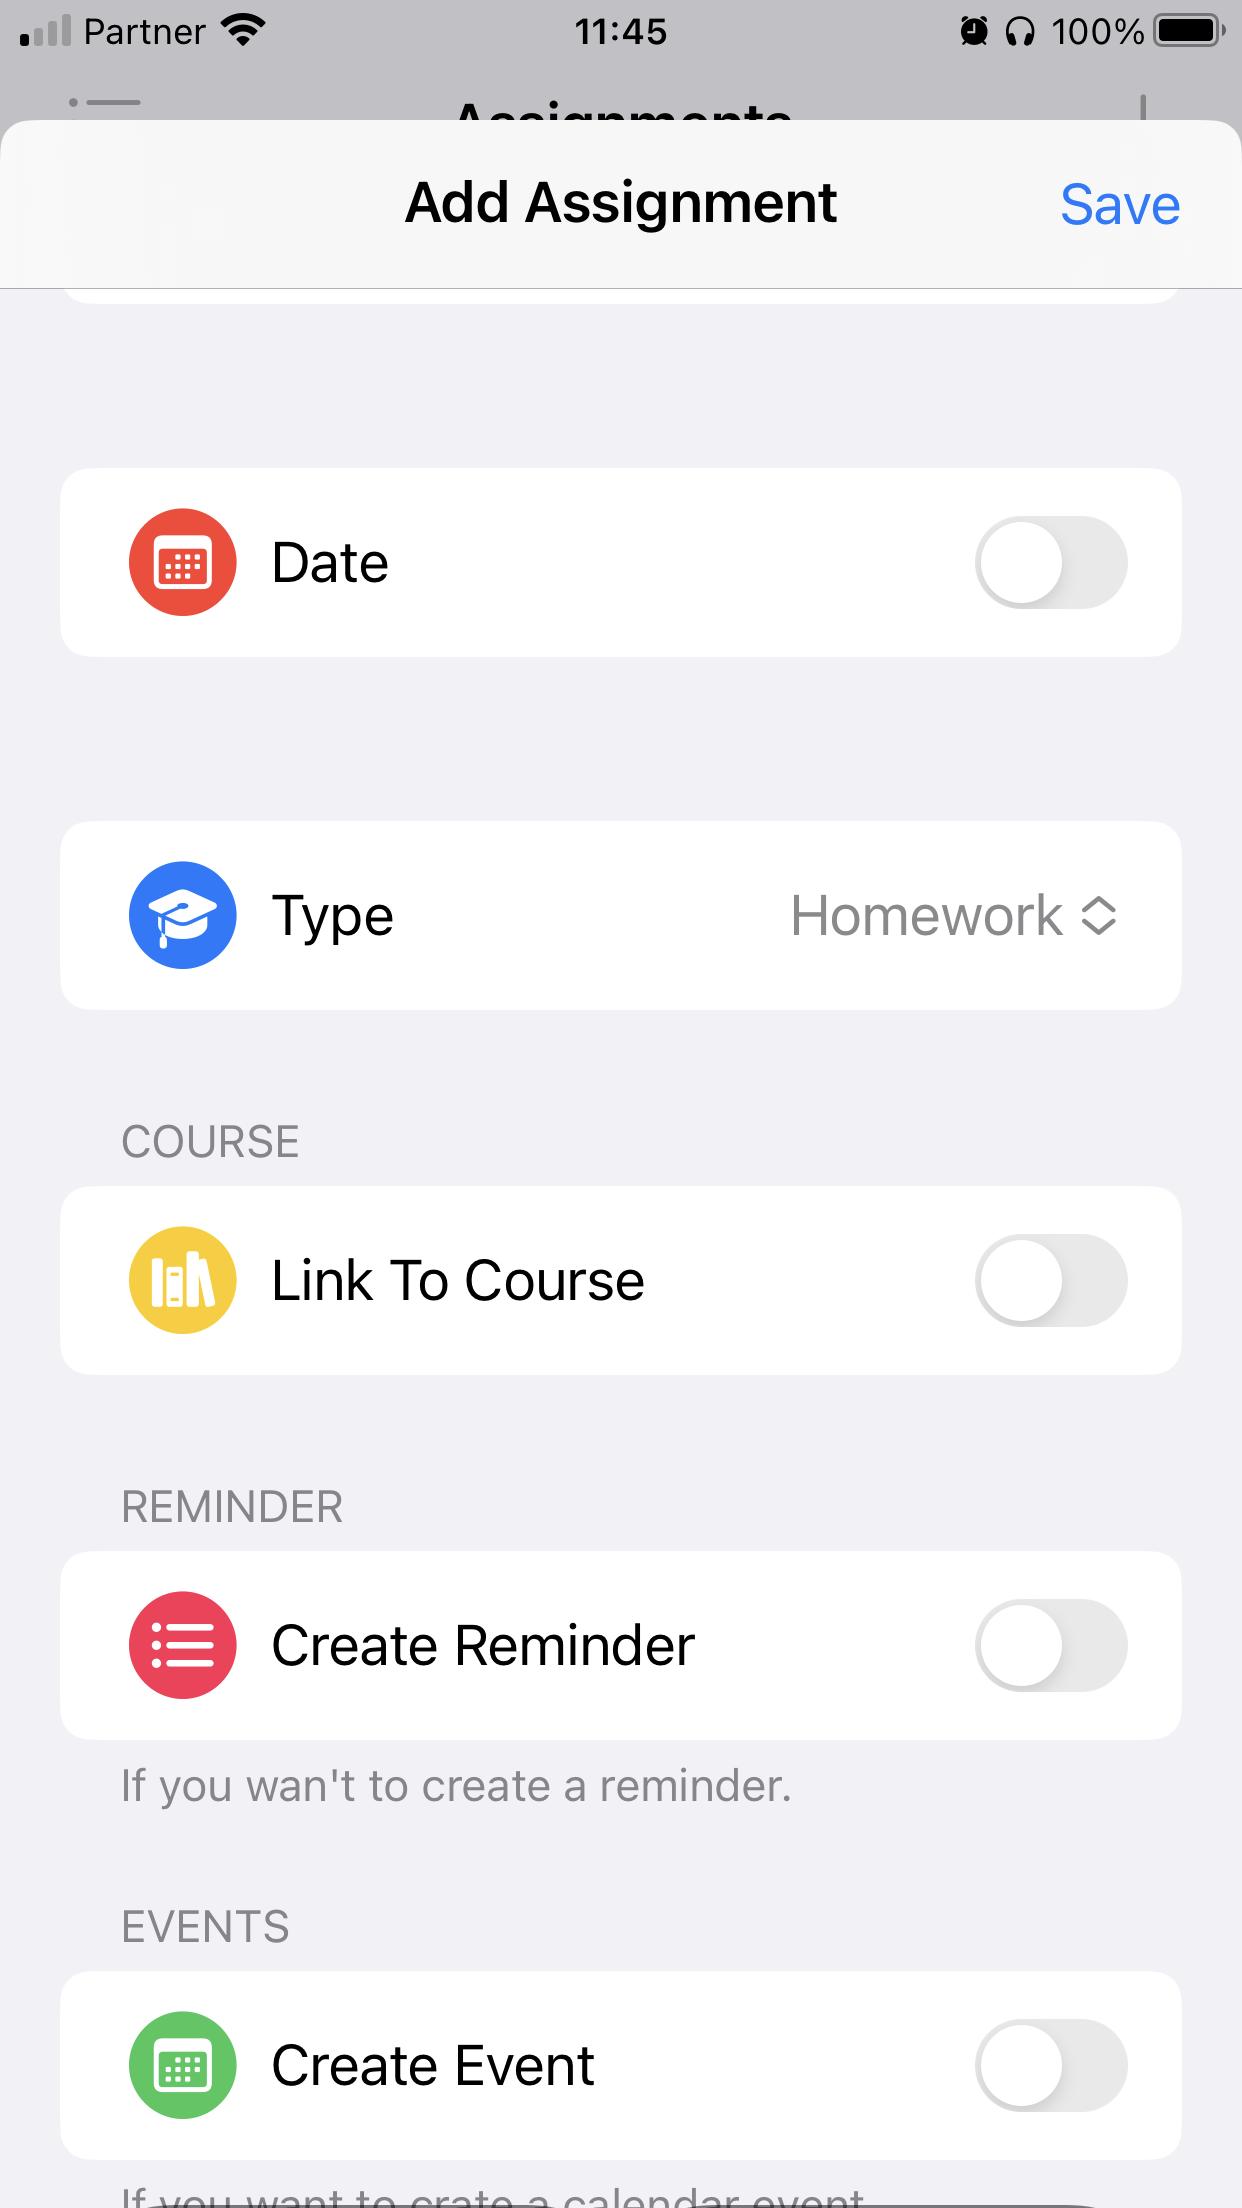 Partner 11:45 100%
Assignments
Add Assignment Save
Date
Type Homework
COURSE
Link To Course
REMINDER
Create Reminder
If you wan't to create a reminder.
EVENTS
Create Event
If you want to crate a calendar event